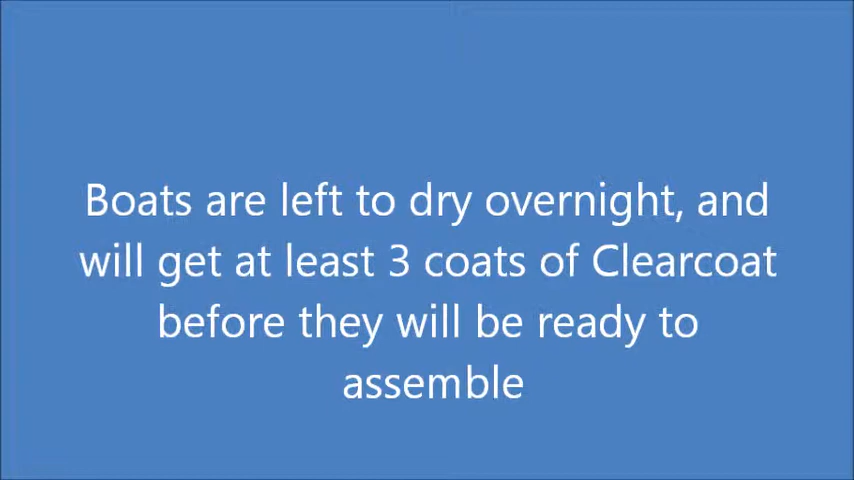 Boats are left to dry overnight, and
will get at least 3 coats of Clearcoat
before they will be ready to
assemble